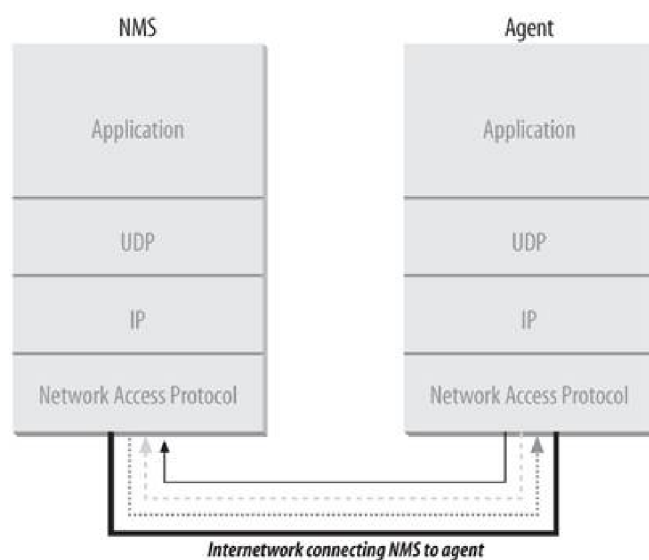 NMS
Agent
Application
Application
UDP
UDP
IP
IP
Network Access Protocol
Network Access Protocol
Internetwork connecting NMS to agent